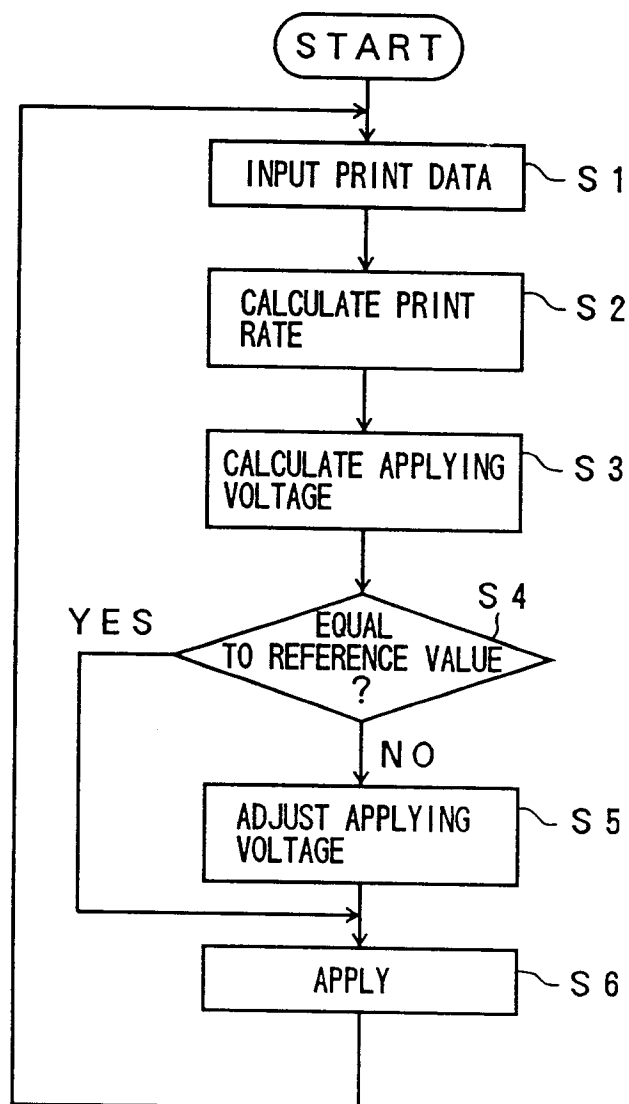 START
INPUT PRINT DATA
S1
CALCULATE PRINT
RATE
S2
CALCULATE APPLYING
VOLTAGE
S3
S4
YES
EQUAL
TO REFERENCE VALUE
?
NO
ADJUST APPLYING
VOLTAGE
S5
APPLY
S6